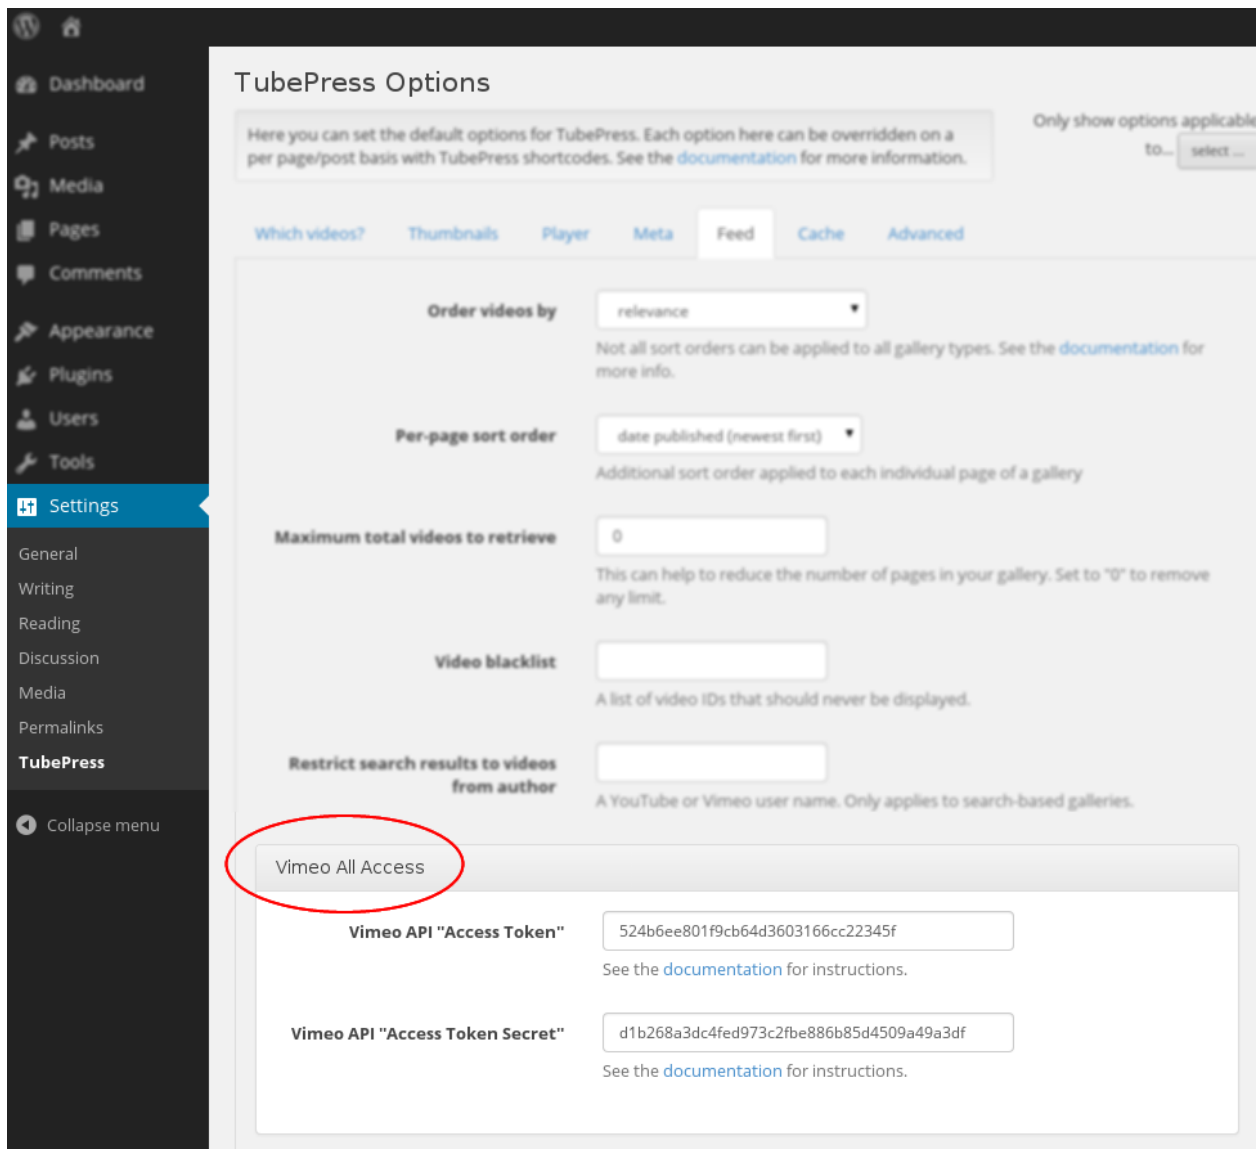 Dashboard
Posts
Media
Pages
Comments
Appearance
Plugins
Users
Tools
Settings
General
Writing
Reading
Discussion
Media
Permalinks
TubePress
Collapse menu
TubePress Options
Here you can set the default options for TubePress. Each option here can be overridden on a
per page/post basis with TubePress shortcodes. See the documentation for more information.
Only show options applicable
to... select ...
Which videos? Thumbnails Player Meta Feed Cache Advanced
Order videos by relevance
Not all sort orders can be applied to all gallery types. See the documentation for
more info.
Per-page sort order date published (newest first)
Additional sort order applied to each individual page of a gallery
Maximum total videos to retrieve 0
This can help to reduce the number of pages in your gallery. Set to "0" to remove
any limit.
Video blacklist
A list of video IDs that should never be displayed.
Restrict search results to videos
from author
A YouTube or Vimeo user name. Only applies to search-based galleries.
Vimeo All Access
Vimeo API "Access Token" 524b6ee801f9cb64d3603166cc22345f
See the documentation for instructions.
Vimeo API "Access Token Secret" d1b268a3dc4fed973c2fbe886b85d4509a49a3df
See the documentation for instructions.